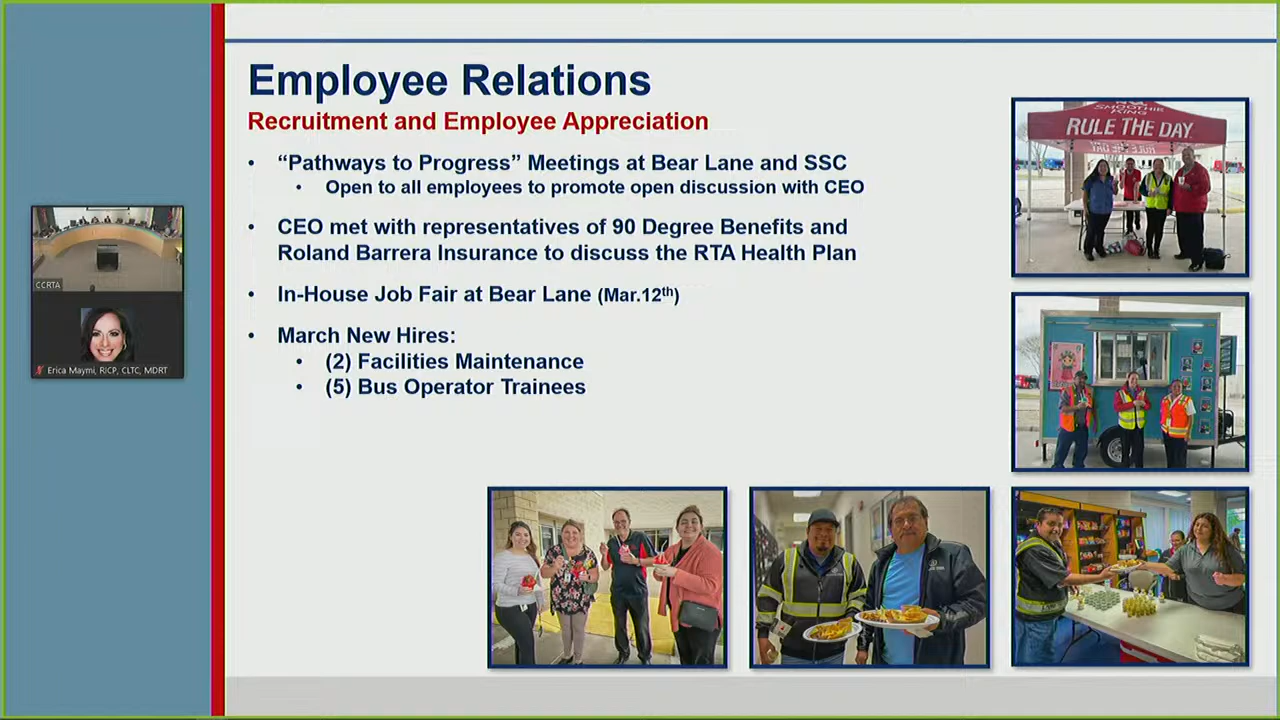 Employee Relations
Recruitment and Employee Appreciation
• “Pathways to Progress” Meetings at Bear Lane and SSC
• Open to all employees to promote open discussion with CEO
• CEO met with representatives of 90 Degree Benefits and
Roland Barrera Insurance to discuss the RTA Health Plan
• In-House Job Fair at Bear Lane (Mar.12th)
• March New Hires:
• (2) Facilities Maintenance
• (5) Bus Operator Trainees
CCRTA
Erica Maymi, RICP, CLTC, MDRT
SMOOTHIE
KING
RULE THE DAY.